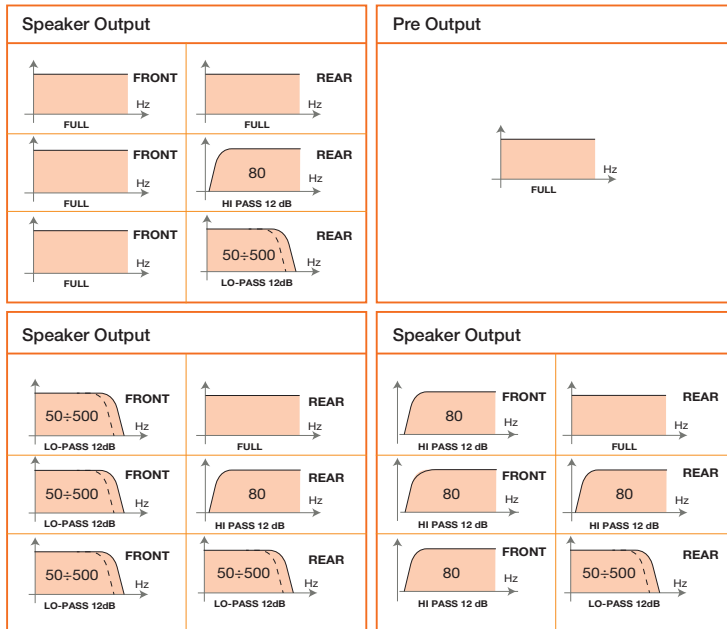 Speaker Output
FRONT
Hz
FULL
REAR
Hz
FULL
FRONT
Hz
FULL
REAR
80
Hz
HI PASS 12 dB
FRONT
Hz
FULL
REAR
50÷500
Hz
LO-PASS 12dB
Pre Output
Hz
FULL
Speaker Output
FRONT
50÷500
Hz
LO-PASS 12dB
REAR
Hz
FULL
FRONT
50÷500
Hz
LO-PASS 12dB
REAR
80
Hz
HI PASS 12 dB
FRONT
50÷500
Hz
LO-PASS 12dB
REAR
50÷500
Hz
LO-PASS 12dB
Speaker Output
FRONT
80
Hz
HI PASS 12 dB
REAR
Hz
FULL
FRONT
80
Hz
HI PASS 12 dB
REAR
80
Hz
HI PASS 12 dB
FRONT
80
Hz
HI PASS 12 dB
REAR
50÷500
Hz
LO-PASS 12dB